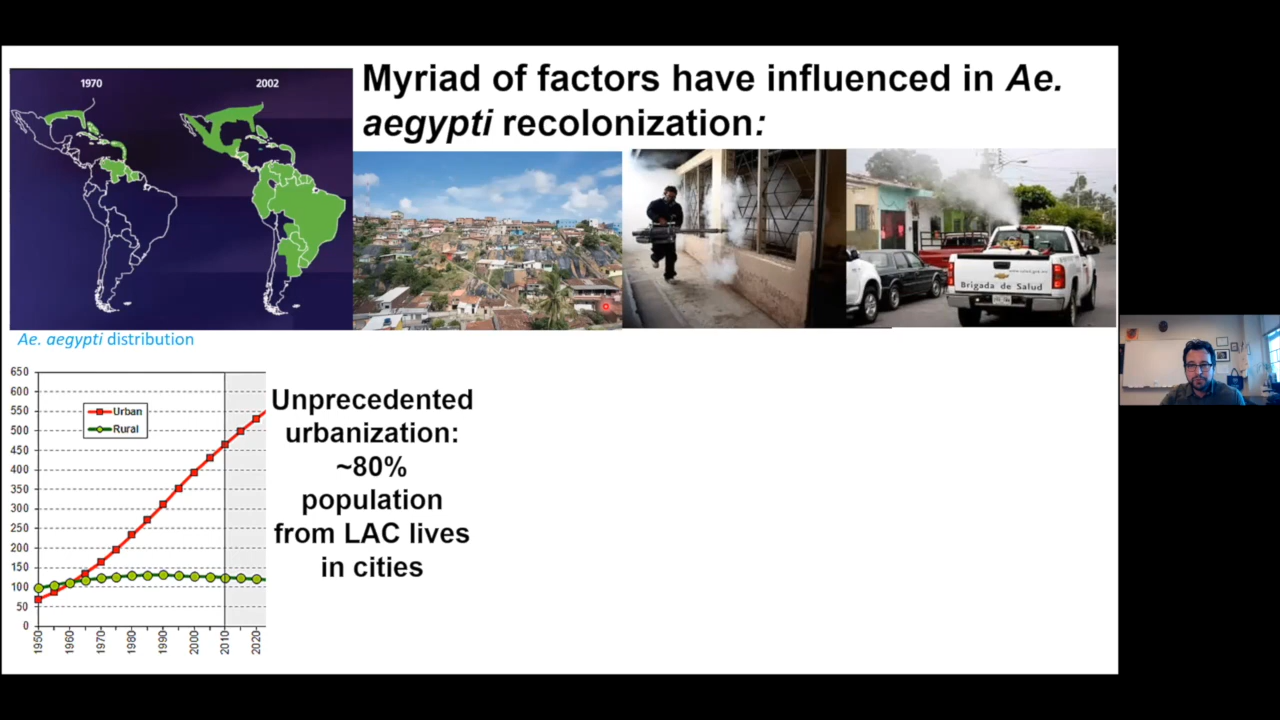 1970
2002
Myriad of factors have influenced in Ae.
aegypti recolonization:
Brigada de Salud
Ae. aegypti distribution
650
600
550
500
450
400
350
300
250
200
150
100
50
0
Urban
Rural
1950
1960
1970
1980
1990
2000
2010
2020
Unprecedented
urbanization:
~80%
population
from LAC lives
in cities